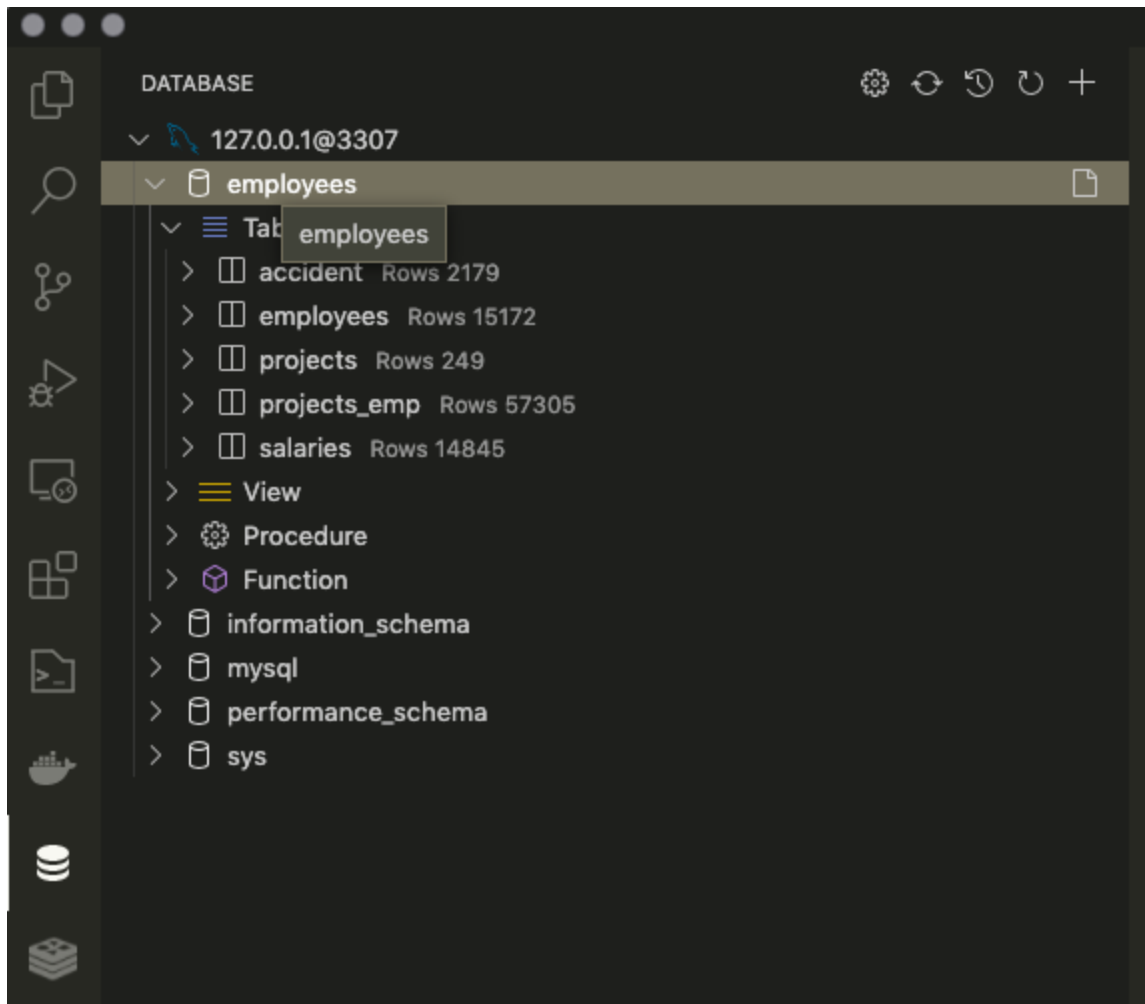 DATABASE
127.0.0.1@3307
employees
Tab
employees
accident Rows 2179
employees Rows 15172
projects Rows 249
projects_emp Rows 57305
salaries Rows 14845
View
Procedure
Function
information_schema
mysql
performance_schema
sys